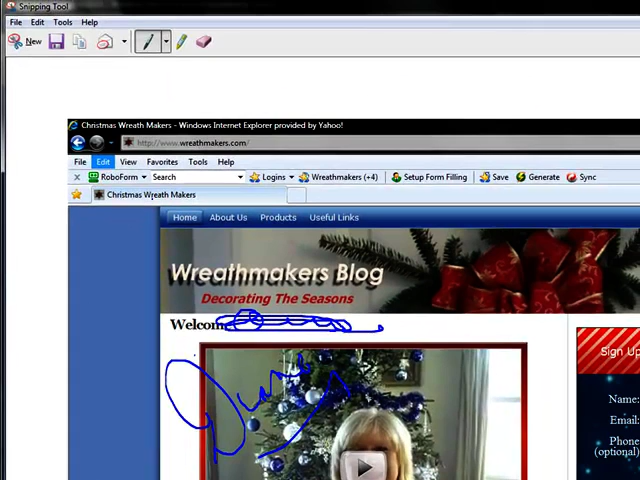 Snipping Tool
File Edit Tools Help
New
Christmas Wreath Makers - Windows Internet Explorer provided by Yahoo!
http://www.wreathmakers.com/
File Edit View Favorites Tools Help
x RoboForm Search Logins Wreathmakers (+4) Setup Form Filling Save Generate Sync
Christmas Wreath Makers
Home About Us Products Useful Links
Wreathmakers Blog
Decorating The Seasons
Sign Up
Diane
Name:
Email:
Phone
(optional)